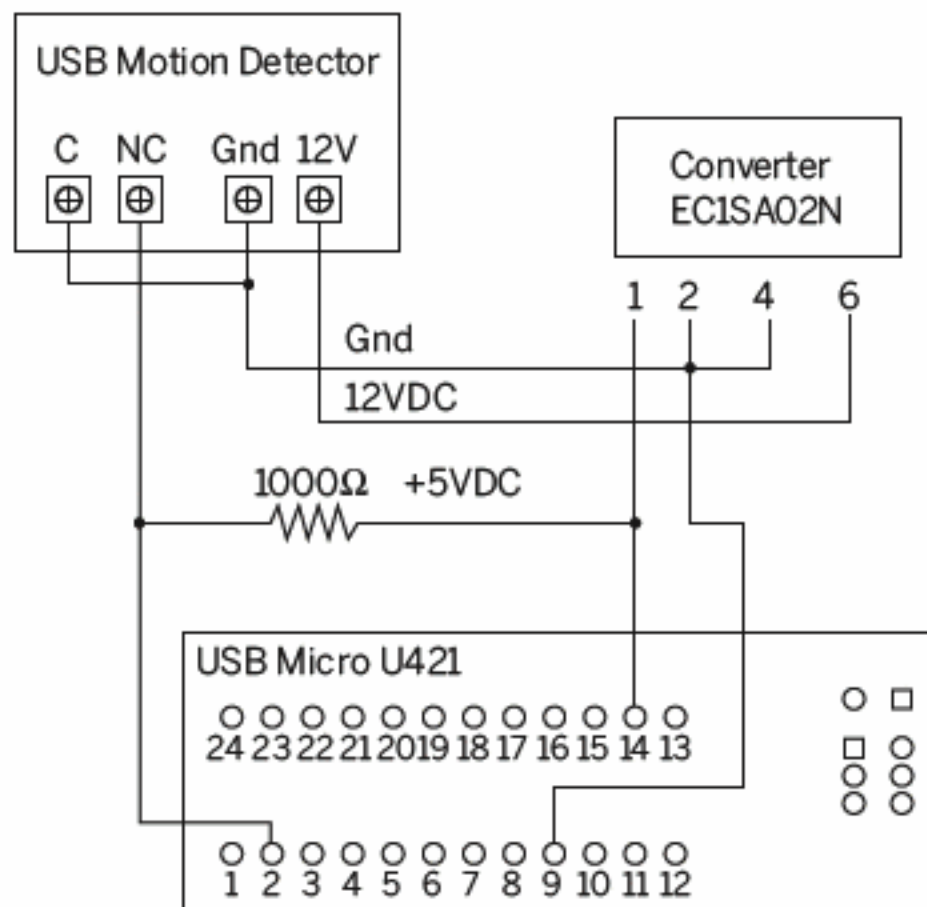 USB Motion Detector
C NC Gnd 12V
Converter
EC1SA02N
1 2 4 6
Gnd
12VDC
1000Ω +5VDC
USB Micro U421
24 23 22 21 20 19 18 17 16 15 14 13
1 2 3 4 5 6 7 8 9 10 11 12